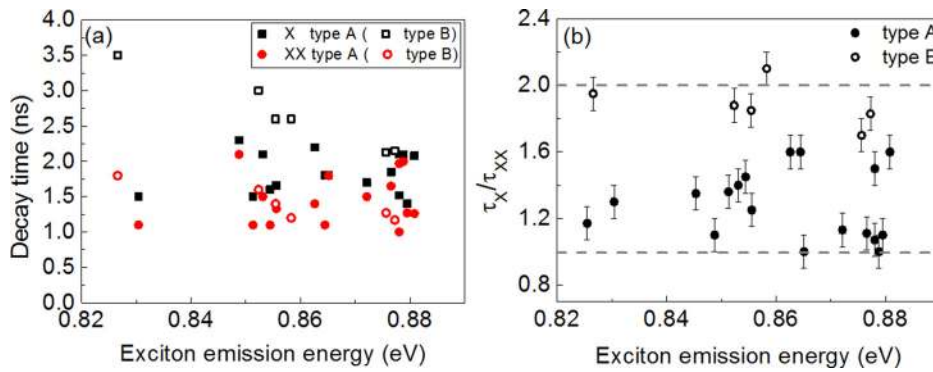 (a)
X type A ( type B)
XX type A ( type B)
4.0
3.5
3.0
2.5
2.0
1.5
1.0
0.5
0.0
Decay time (ns)
0.82 0.84 0.86 0.88
Exciton emission energy (eV)
(b)
type A
type B
2.4
2.0
1.6
1.2
0.8
τX/τXX
0.82 0.84 0.86 0.88
Exciton emission energy (eV)